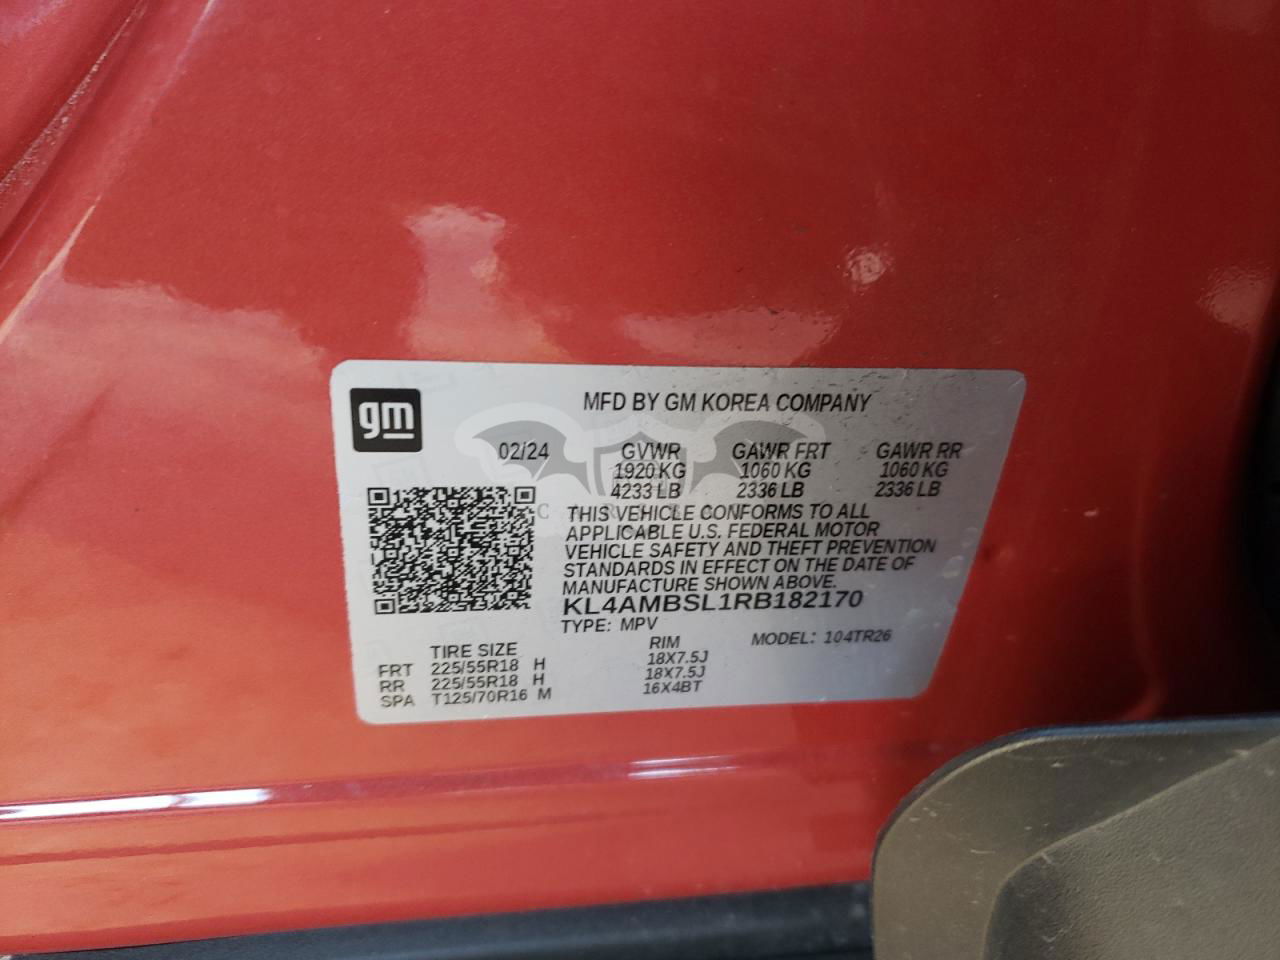 gm
MFD BY GM KOREA COMPANY
02/24 GVWR GAWR FRT GAWR RR
1920 KG 1060 KG 1060 KG
4233 LB 2336 LB 2336 LB
THIS VEHICLE CONFORMS TO ALL
APPLICABLE U.S. FEDERAL MOTOR
VEHICLE SAFETY AND THEFT PREVENTION
STANDARDS IN EFFECT ON THE DATE OF
MANUFACTURE SHOWN ABOVE.
KL4AMBSL1RB182170
TYPE: MPV MODEL: 104TR26
TIRE SIZE RIM
FRT 225/55R18 H 18X7.5J
RR 225/55R18 H 18X7.5J
SPA T125/70R16 M 16X4BT